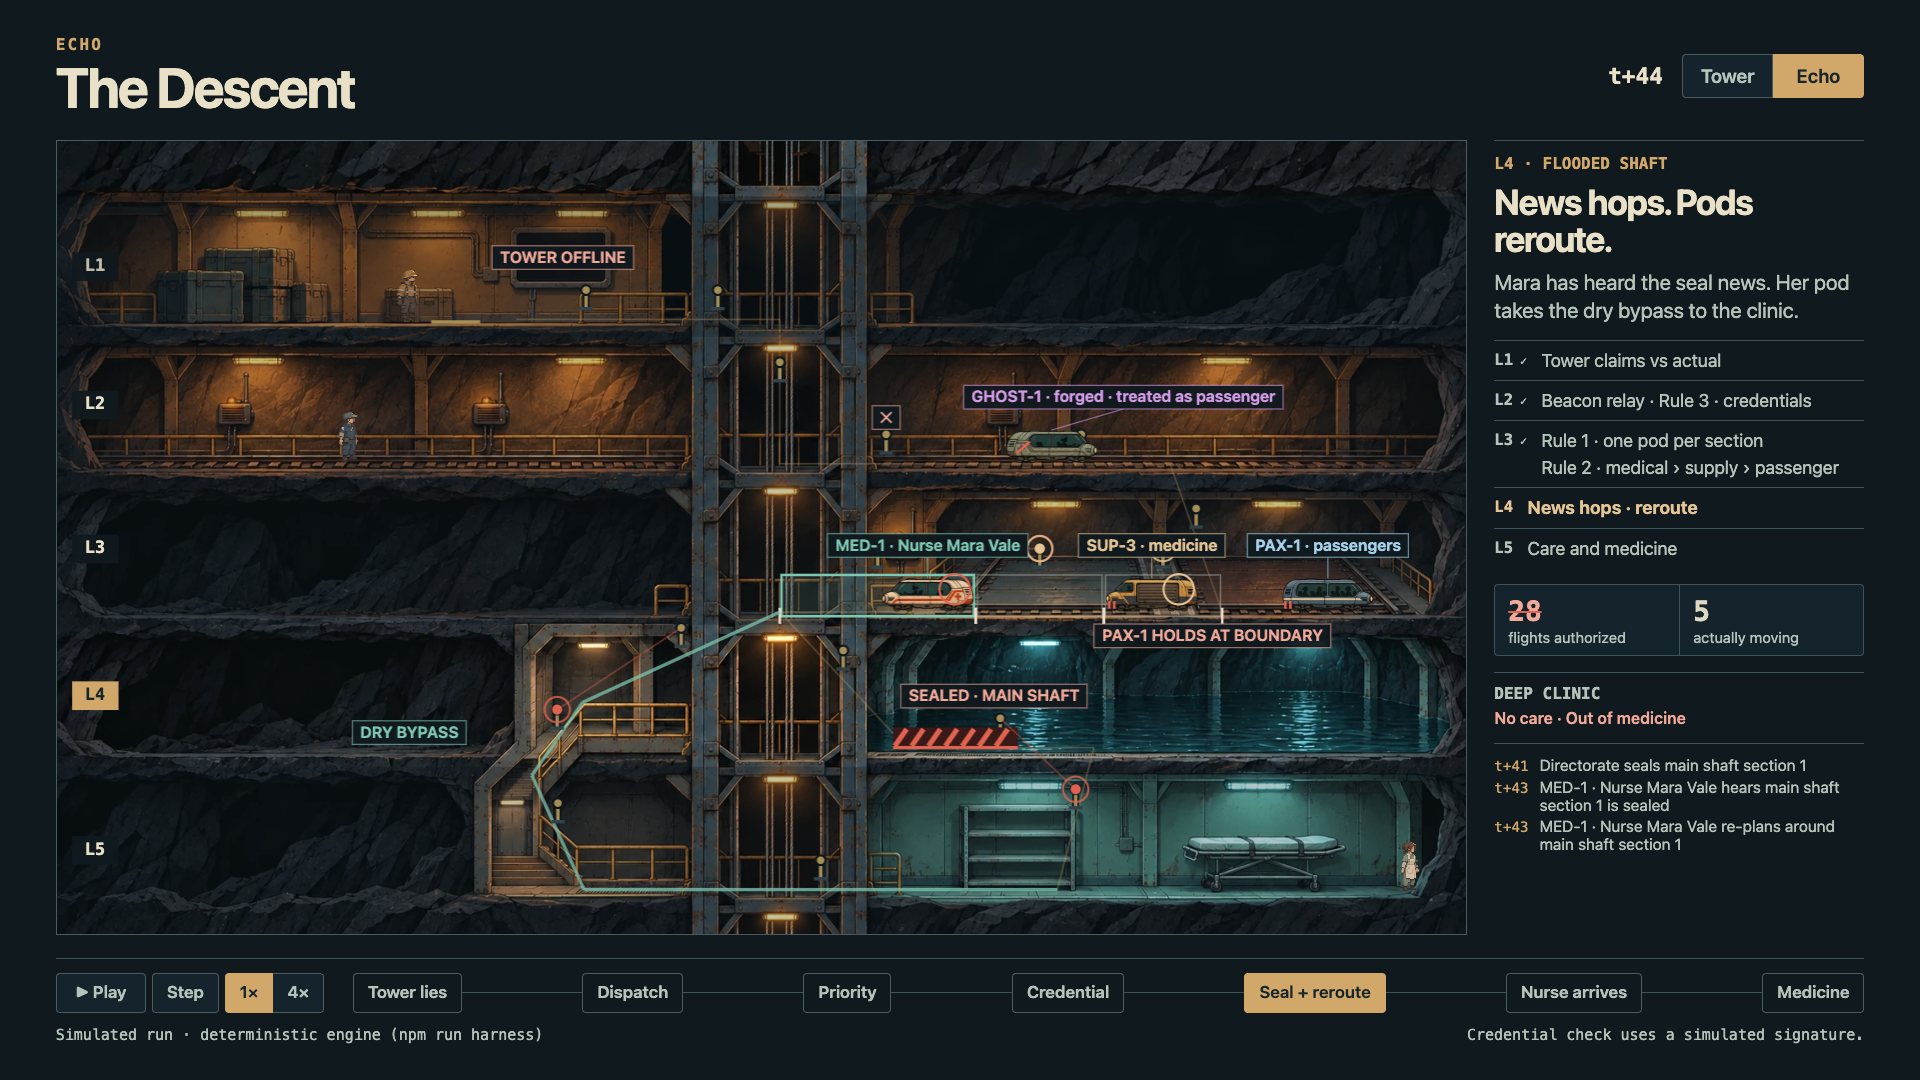 ECHO
The Descent
t+44
Tower
Echo
L1
TOWER OFFLINE
L2
GHOST-1 · forged · treated as passenger
L3
MED-1 · Nurse Mara Vale
SUP-3 · medicine
PAX-1 · passengers
PAX-1 HOLDS AT BOUNDARY
L4
SEALED · MAIN SHAFT
DRY BYPASS
L5
L4 · FLOODED SHAFT
News hops. Pods
reroute.
Mara has heard the seal news. Her pod
takes the dry bypass to the clinic.
L1 ✓ Tower claims vs actual
L2 ✓ Beacon relay · Rule 3 · credentials
L3 ✓ Rule 1 · one pod per section
Rule 2 · medical › supply › passenger
L4 News hops · reroute
L5 Care and medicine
28
flights authorized
5
actually moving
DEEP CLINIC
No care · Out of medicine
t+41 Directorate seals main shaft section 1
t+43 MED-1 · Nurse Mara Vale hears main shaft
section 1 is sealed
t+43 MED-1 · Nurse Mara Vale re-plans around
main shaft section 1
▶ Play
Step
1×
4×
Tower lies
Dispatch
Priority
Credential
Seal + reroute
Nurse arrives
Medicine
Simulated run · deterministic engine (npm run harness)
Credential check uses a simulated signature.